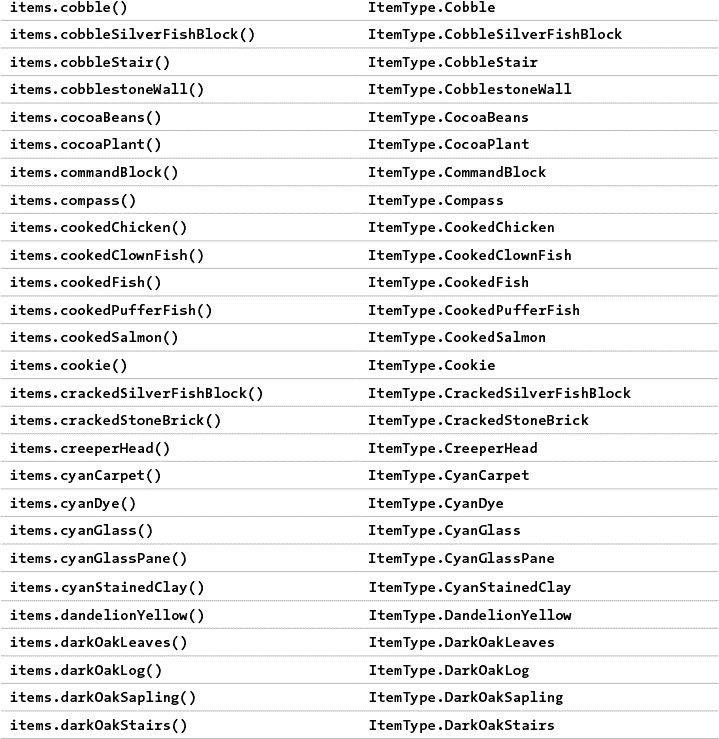 items.cobble() ItemType.Cobble
items.cobbleSilverFishBlock() ItemType.CobbleSilverFishBlock
items.cobbleStair() ItemType.CobbleStair
items.cobblestoneWall() ItemType.CobblestoneWall
items.cocoaBeans() ItemType.CocoaBeans
items.cocoaPlant() ItemType.CocoaPlant
items.commandBlock() ItemType.CommandBlock
items.compass() ItemType.Compass
items.cookedChicken() ItemType.CookedChicken
items.cookedClownFish() ItemType.CookedClownFish
items.cookedFish() ItemType.CookedFish
items.cookedPufferFish() ItemType.CookedPufferFish
items.cookedSalmon() ItemType.CookedSalmon
items.cookie() ItemType.Cookie
items.crackedSilverFishBlock() ItemType.CrackedSilverFishBlock
items.crackedStoneBrick() ItemType.CrackedStoneBrick
items.creeperHead() ItemType.CreeperHead
items.cyanCarpet() ItemType.CyanCarpet
items.cyanDye() ItemType.CyanDye
items.cyanGlass() ItemType.CyanGlass
items.cyanGlassPane() ItemType.CyanGlassPane
items.cyanStainedClay() ItemType.CyanStainedClay
items.dandelionYellow() ItemType.DandelionYellow
items.darkOakLeaves() ItemType.DarkOakLeaves
items.darkOakLog() ItemType.DarkOakLog
items.darkOakSapling() ItemType.DarkOakSapling
items.darkOakStairs() ItemType.DarkOakStairs